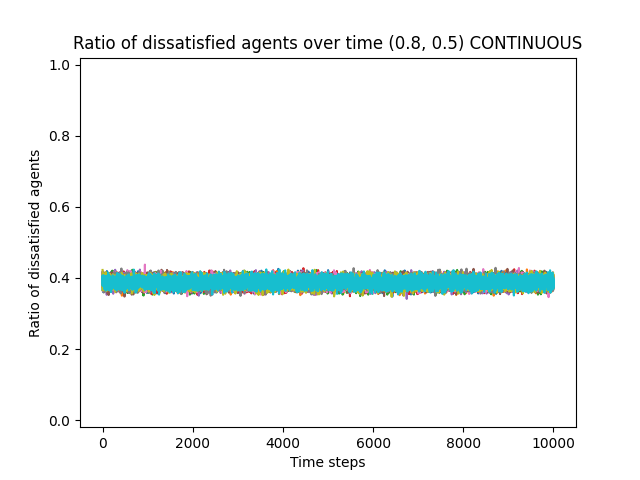 Ratio of dissatisfied agents over time (0.8, 0.5) CONTINUOUS
1.0
0.8
0.6
0.4
0.2
0.0
Ratio of dissatisfied agents
0 2000 4000 6000 8000 10000
Time steps